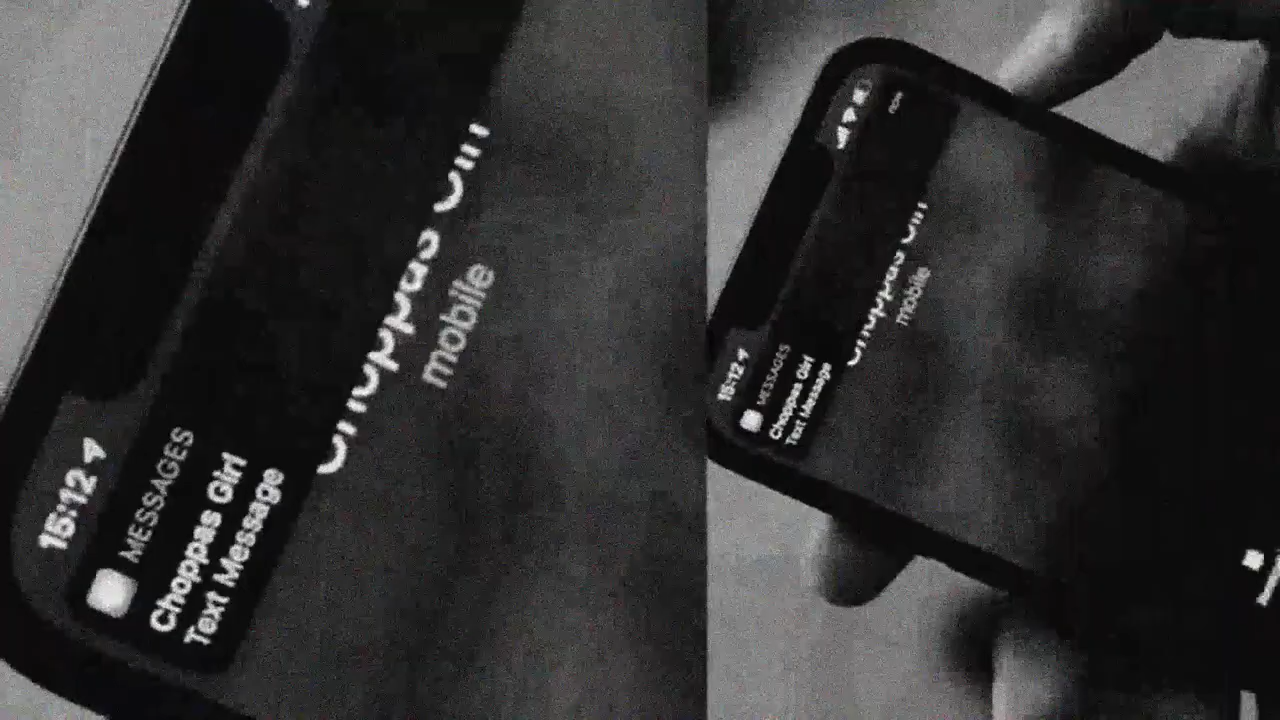 15:12
MESSAGES
Choppas Girl
Text Message
Choppas Girl
mobile
15:12
MESSAGES
now
Choppas Girl
Text Message
Choppas Girl
mobile